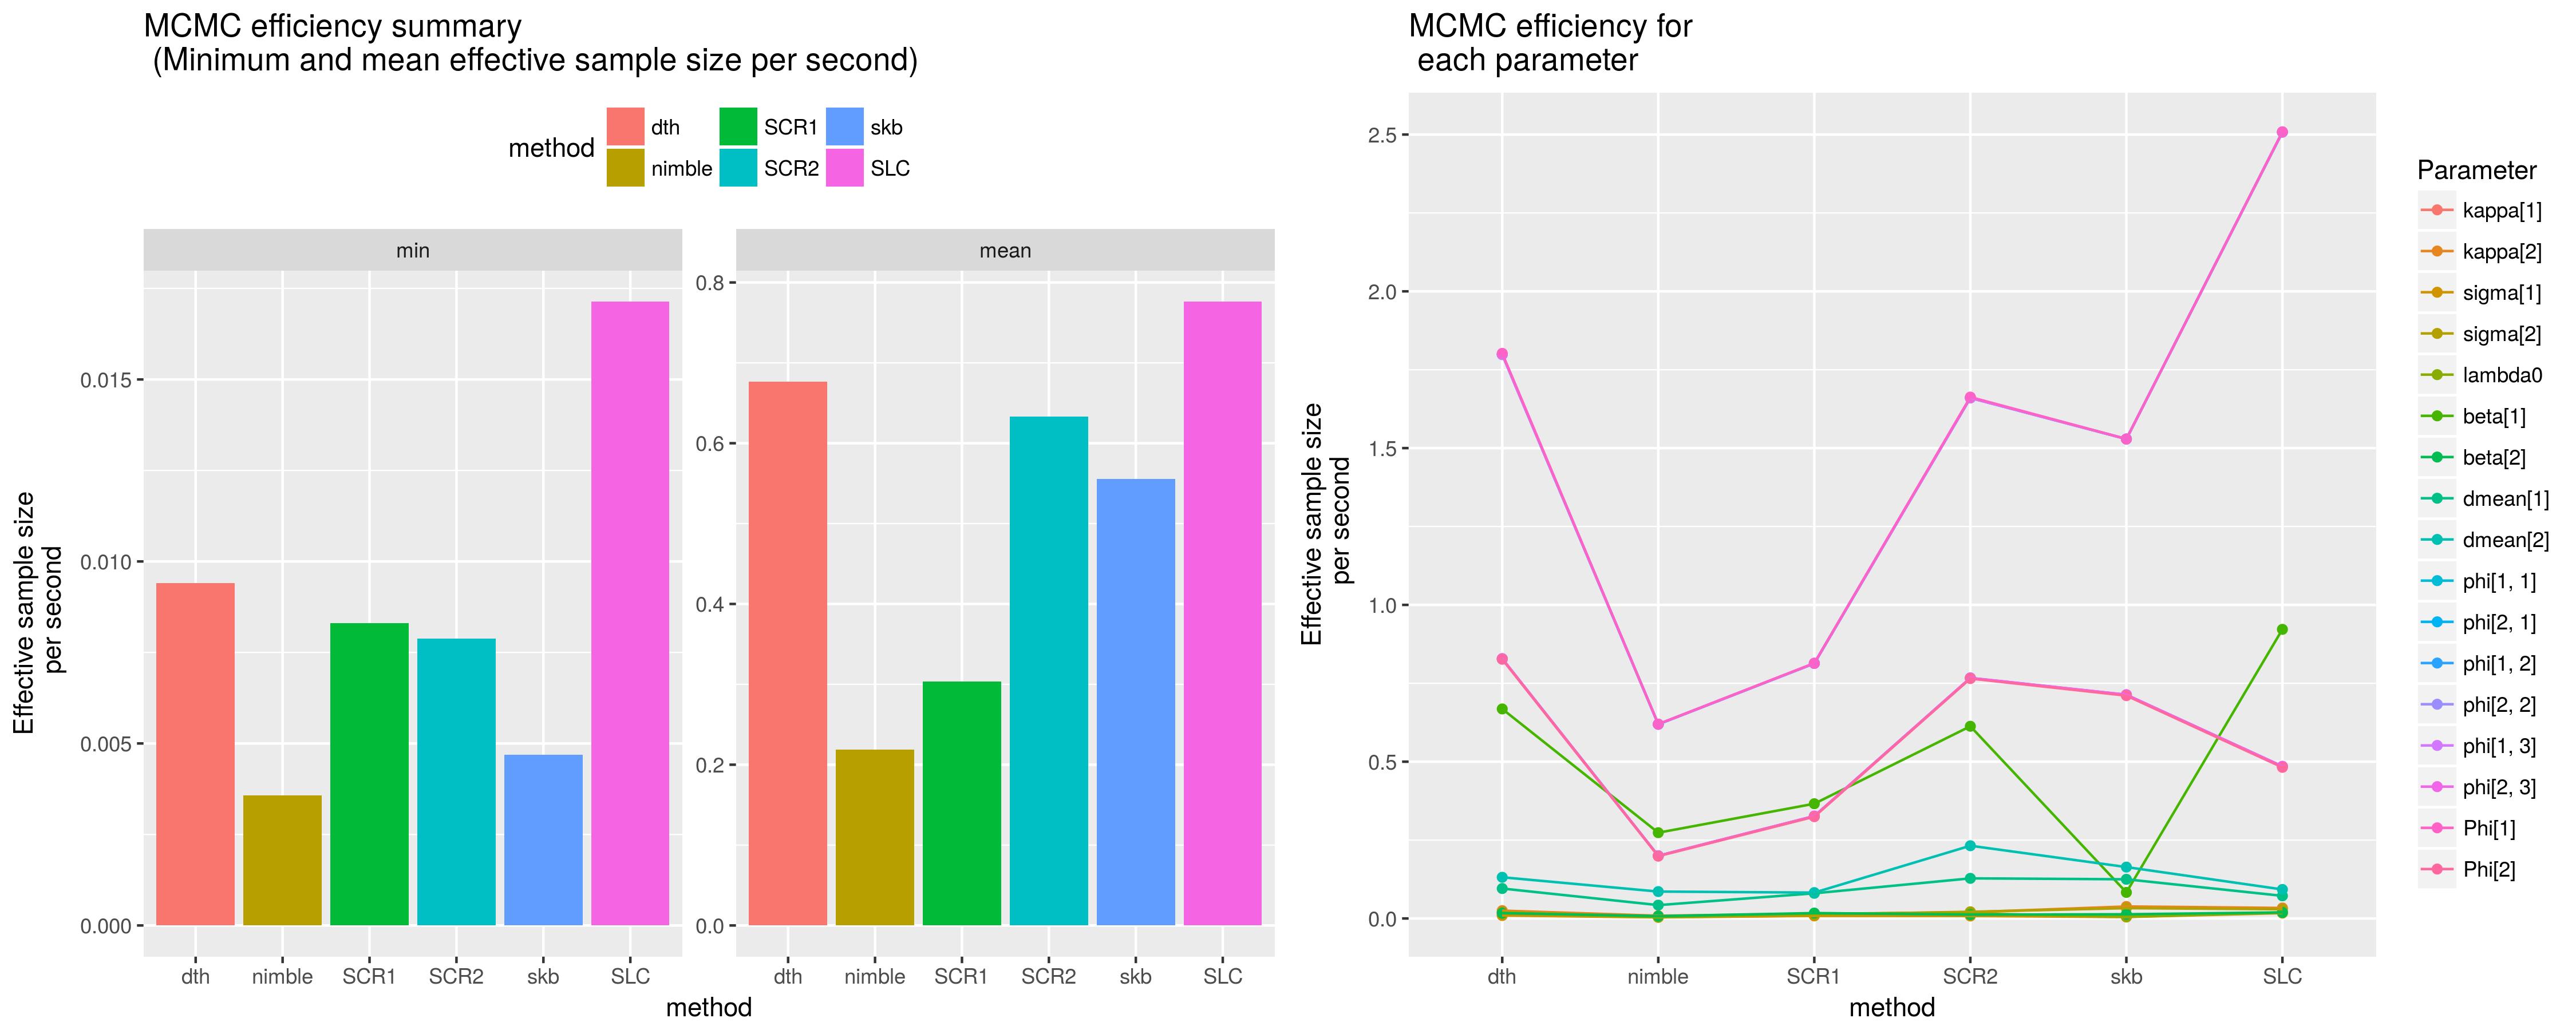 MCMC efficiency summary
(Minimum and mean effective sample size per second)
method
dth
SCR1
skb
nimble
SCR2
SLC
min
mean
Effective sample size
per second
0.015
0.010
0.005
0.000
0.8
0.6
0.4
0.2
0.0
dth nimble SCR1 SCR2 skb SLC
dth nimble SCR1 SCR2 skb SLC
method
MCMC efficiency for
each parameter
Effective sample size
per second
2.5
2.0
1.5
1.0
0.5
0.0
dth nimble SCR1 SCR2 skb SLC
method
Parameter
kappa[1]
kappa[2]
sigma[1]
sigma[2]
lambda0
beta[1]
beta[2]
dmean[1]
dmean[2]
phi[1, 1]
phi[2, 1]
phi[1, 2]
phi[2, 2]
phi[1, 3]
phi[2, 3]
Phi[1]
Phi[2]